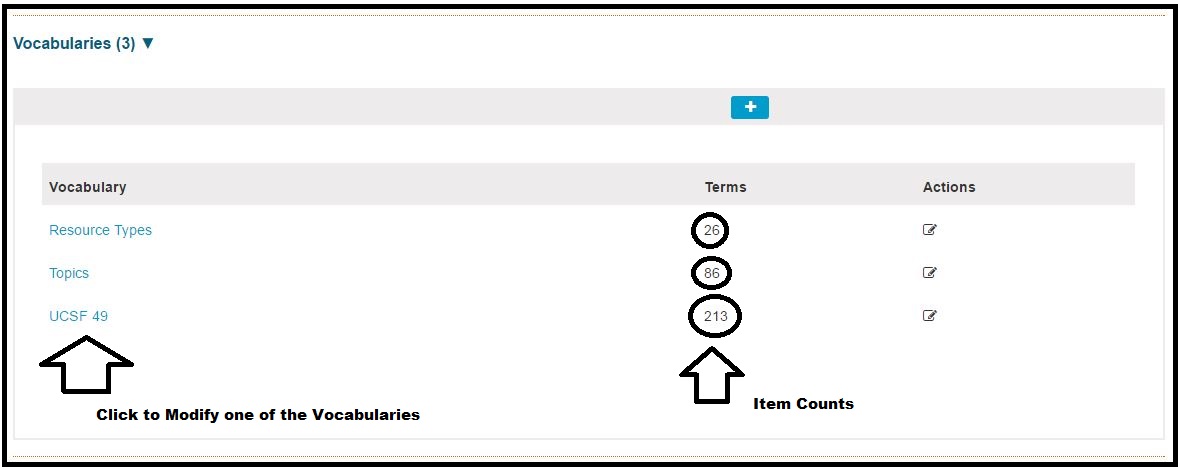 Vocabularies (3) ▼
+
Vocabulary Terms Actions
Resource Types 26
Topics 86
UCSF 49 213
Click to Modify one of the Vocabularies
Item Counts